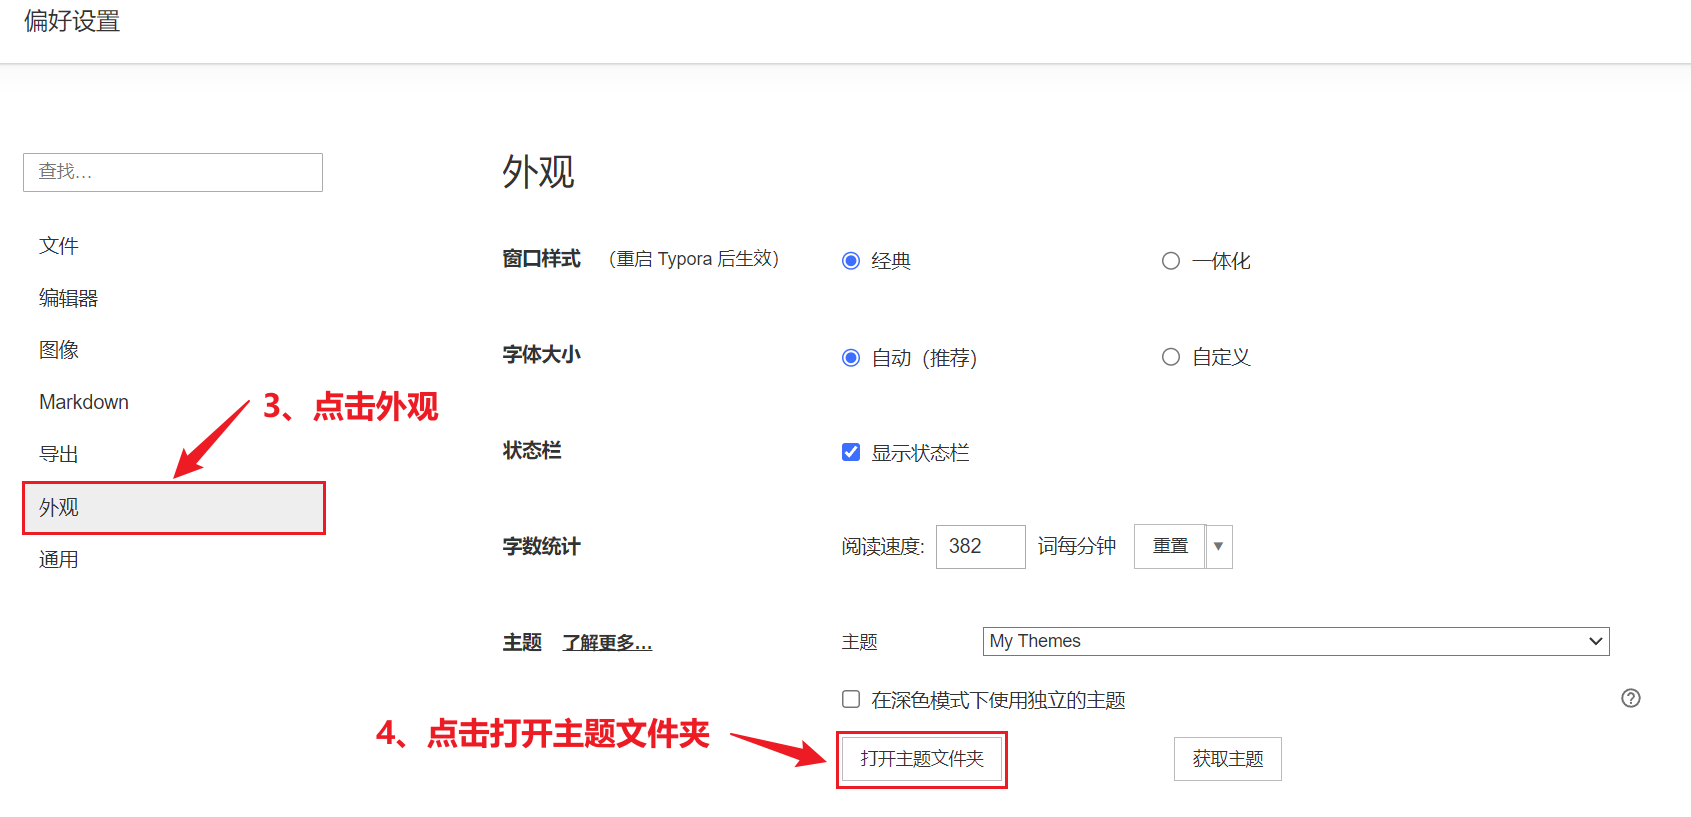 偏好设置
查找...
文件
编辑器
图像
Markdown
导出
外观
通用
3、点击外观
外观
窗口样式 （重启 Typora 后生效） 经典 一体化
字体大小 自动（推荐） 自定义
状态栏 显示状态栏
字数统计 阅读速度: 382 词每分钟 重置 ▼
主题 了解更多... 主题 My Themes
在深色模式下使用独立的主题 ?
4、点击打开主题文件夹
打开主题文件夹 获取主题